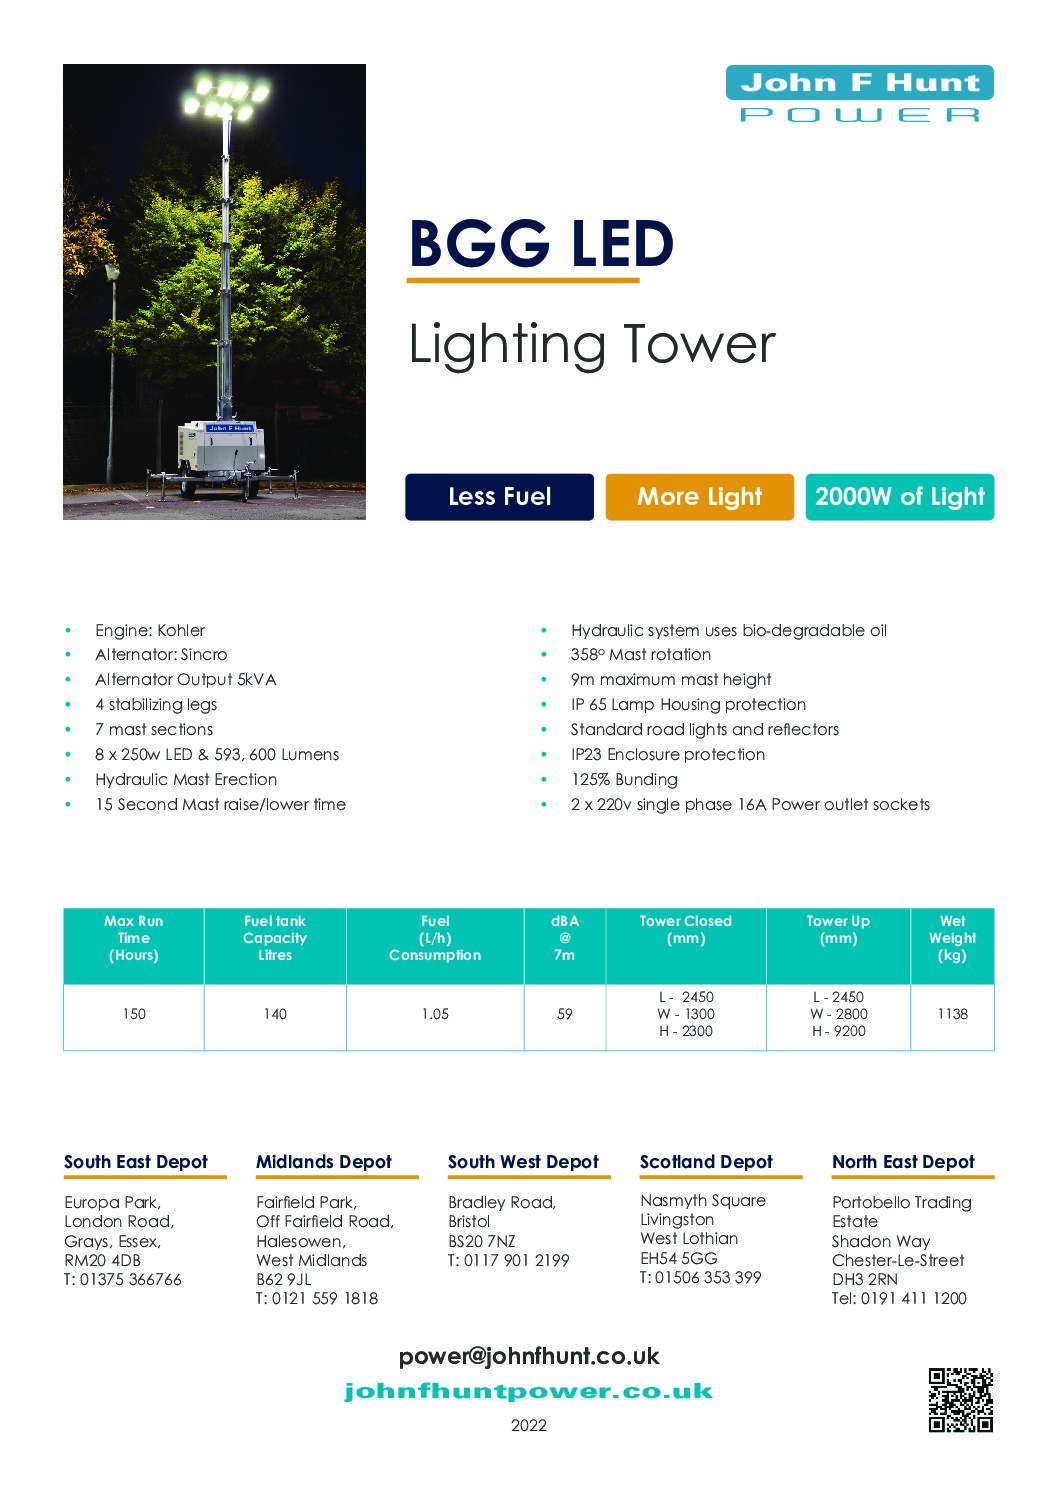 John F Hunt
POWER
John F Hunt
BGG LED
Lighting Tower
Less Fuel
More Light
2000W of Light
• Engine: Kohler
• Alternator: Sincro
• Alternator Output 5kVA
• 4 stabilizing legs
• 7 mast sections
• 8 x 250w LED & 593, 600 Lumens
• Hydraulic Mast Erection
• 15 Second Mast raise/lower time
• Hydraulic system uses bio-degradable oil
• 358º Mast rotation
• 9m maximum mast height
• IP 65 Lamp Housing protection
• Standard road lights and reflectors
• IP23 Enclosure protection
• 125% Bunding
• 2 x 220v single phase 16A Power outlet sockets
Max Run
Time
(Hours)
Fuel tank
Capacity
Litres
Fuel
(L/h)
Consumption
dBA
@
7m
Tower Closed
(mm)
Tower Up
(mm)
Wet
Weight
(kg)
150
140
1.05
59
L - 2450
W - 1300
H - 2300
L - 2450
W - 2800
H - 9200
1138
South East Depot
Europa Park,
London Road,
Grays, Essex,
RM20 4DB
T: 01375 366766
Midlands Depot
Fairfield Park,
Off Fairfield Road,
Halesowen,
West Midlands
B62 9JL
T: 0121 559 1818
South West Depot
Bradley Road,
Bristol
BS20 7NZ
T: 0117 901 2199
Scotland Depot
Nasmyth Square
Livingston
West Lothian
EH54 5GG
T: 01506 353 399
North East Depot
Portobello Trading
Estate
Shadon Way
Chester-Le-Street
DH3 2RN
Tel: 0191 411 1200
power@johnfhunt.co.uk
johnfhuntpower.co.uk
2022